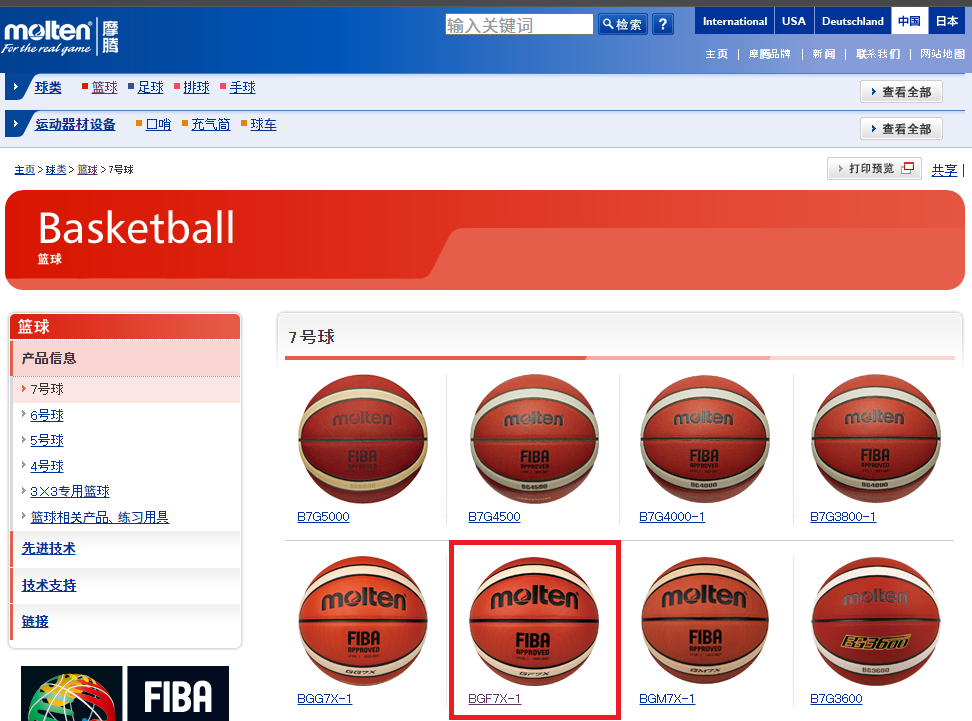 molten 摩腾
For the real game
输入关键词 检索 ?
International USA Deutschland 中国 日本
主页 | 摩腾品牌 | 新闻 | 联系我们 | 网站地图
球类 篮球 足球 排球 手球
查看全部
运动器材设备 口哨 充气筒 球车
查看全部
主页 > 球类 > 篮球 > 7号球
打印预览
共享 |
Basketball
篮球
篮球
产品信息
7号球
6号球
5号球
4号球
3×3专用篮球
篮球相关产品、练习用具
先进技术
技术支持
链接
FIBA
7号球
molten
FIBA
APPROVED
BG5000
B7G5000
molten
FIBA
APPROVED
BG4500
B7G4500
molten
FIBA
APPROVED
BG4000
B7G4000-1
molten
FIBA
APPROVED
B7G3800-1
molten
FIBA
APPROVED
GG7X
BGG7X-1
molten
FIBA
APPROVED
GF7X
BGF7X-1
molten
FIBA
APPROVED
GM7X
BGM7X-1
molten
BG3600
BG3600
B7G3600